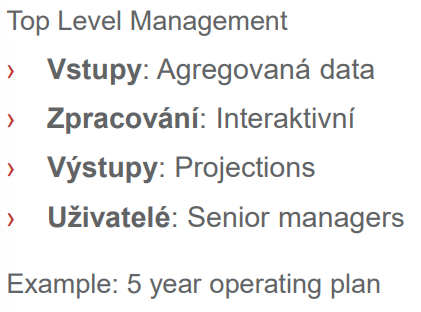 Top Level Management
› Vstupy: Agregovaná data
› Zpracování: Interaktivní
› Výstupy: Projections
› Uživatelé: Senior managers
Example: 5 year operating plan